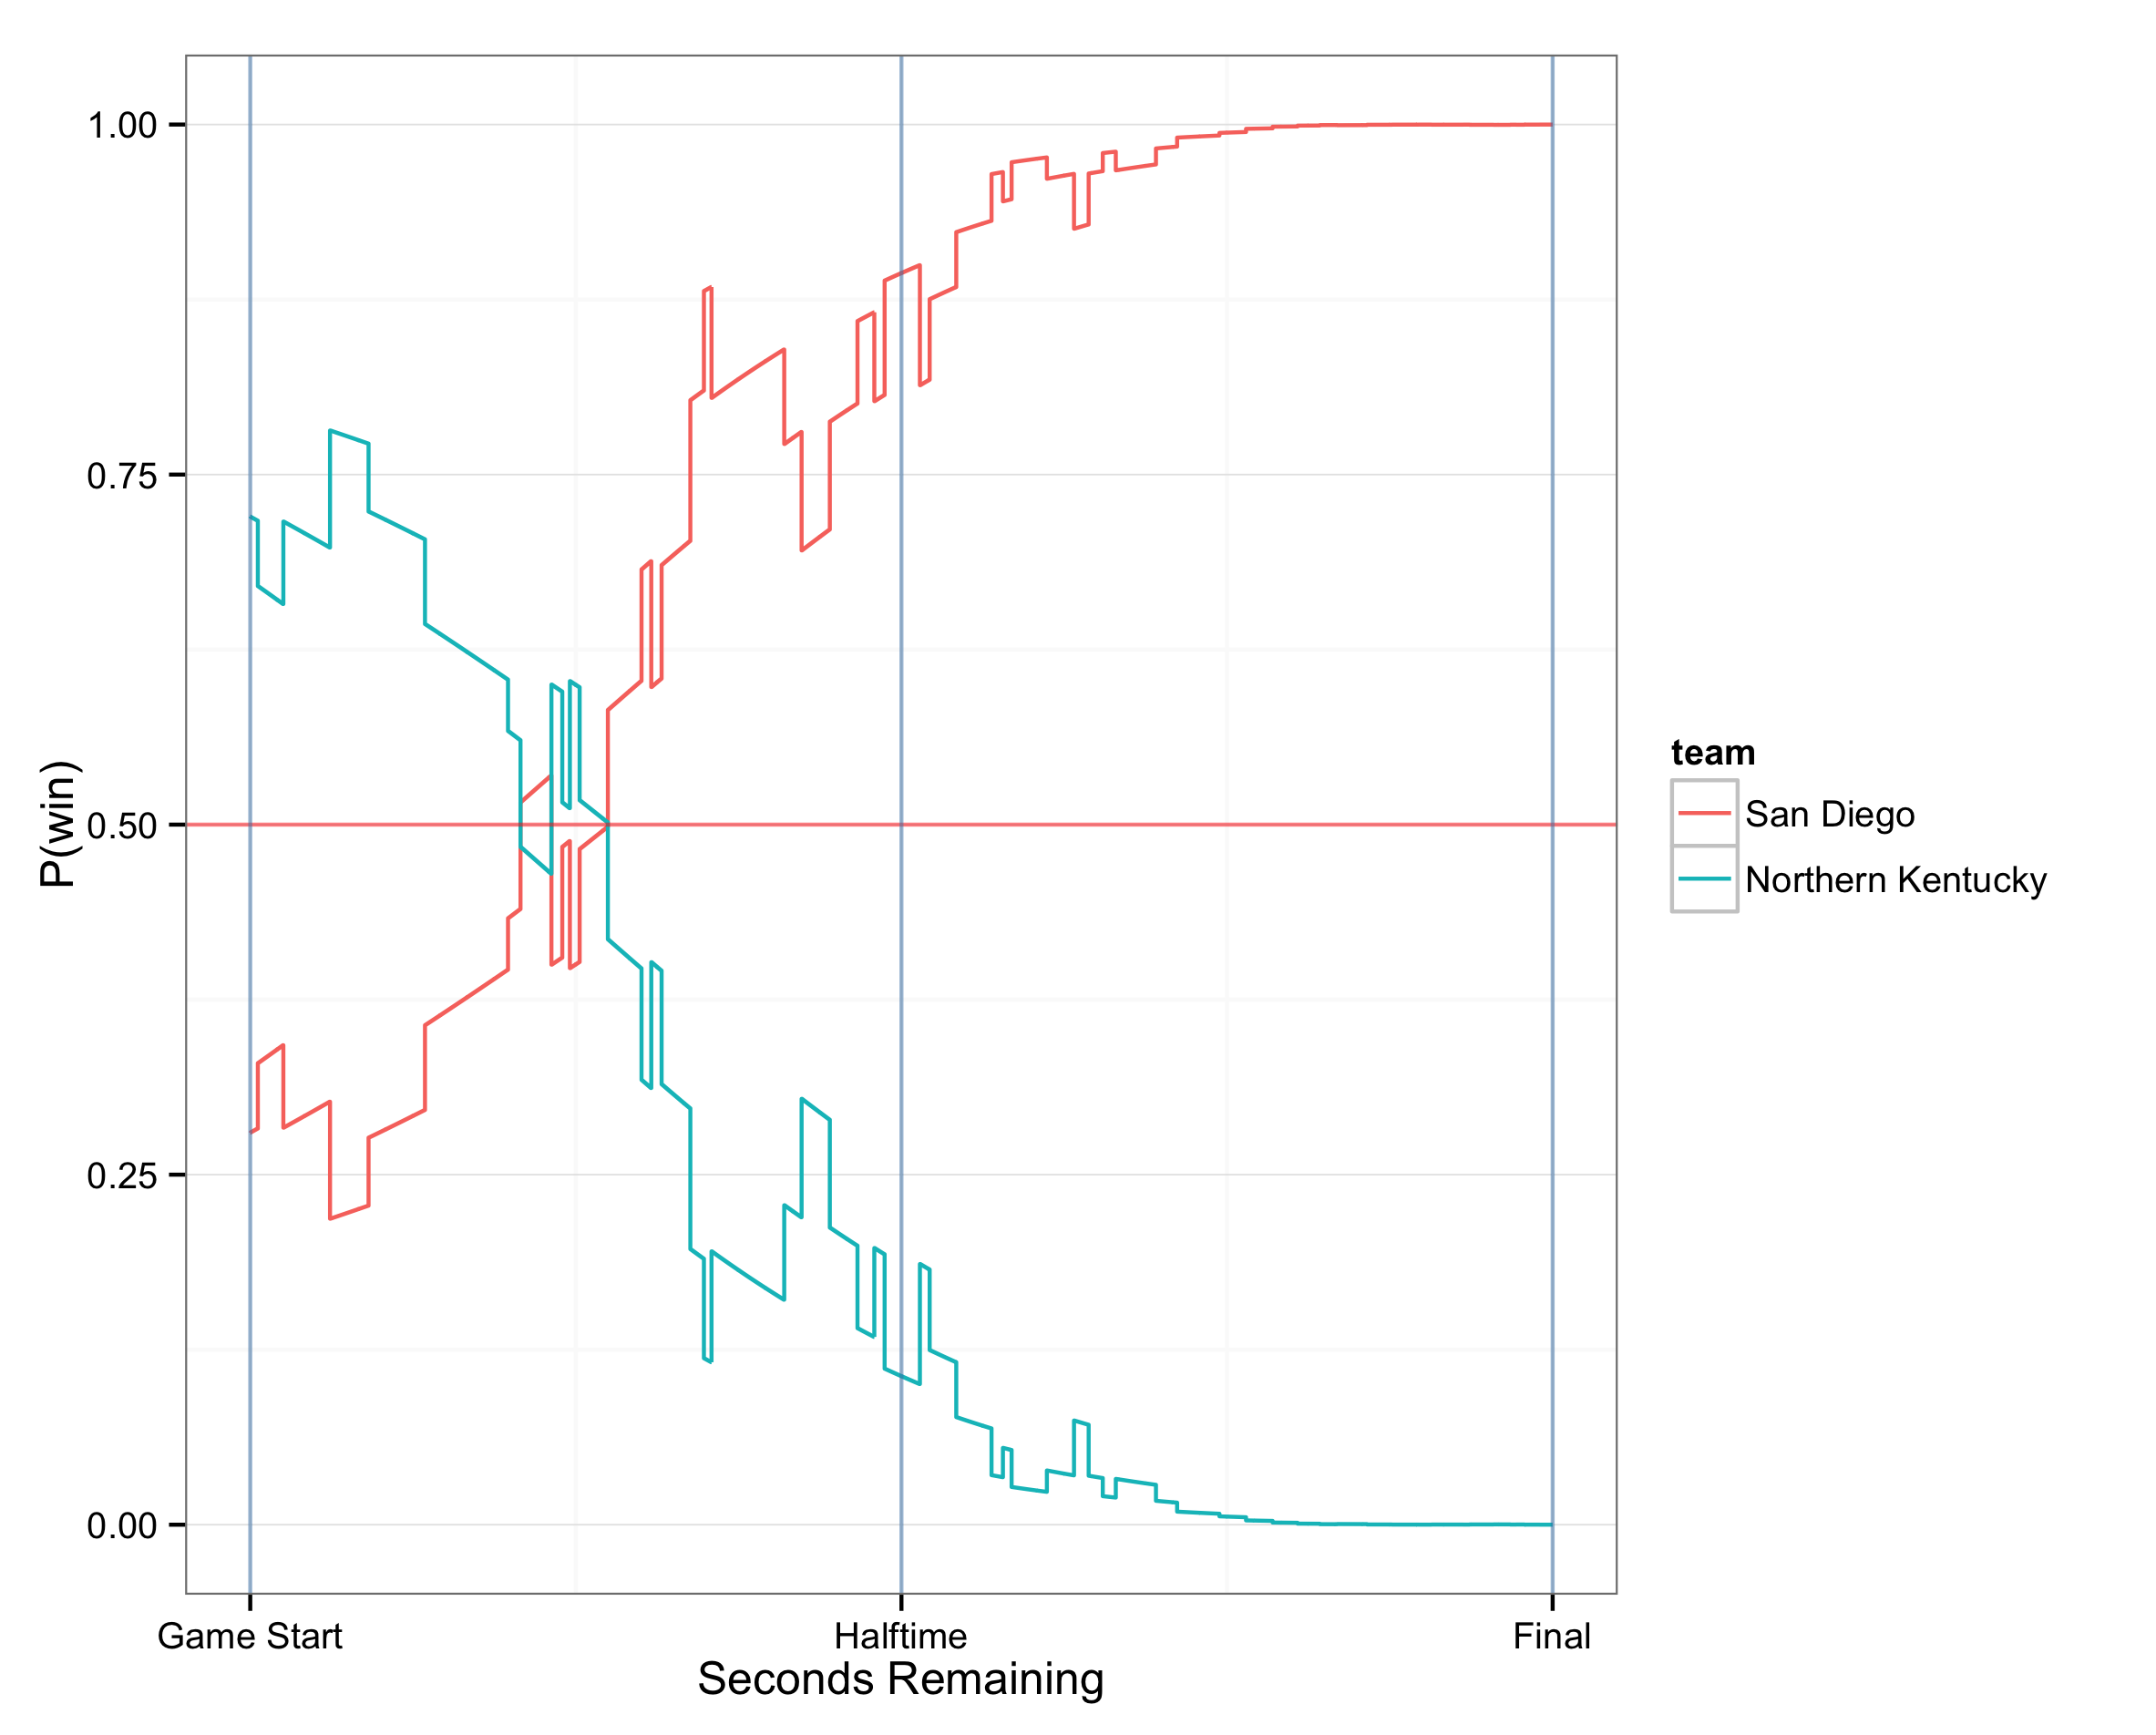 1.00
0.75
0.50
0.25
0.00
P(win)
Game Start
Halftime
Final
Seconds Remaining
team
San Diego
Northern Kentucky